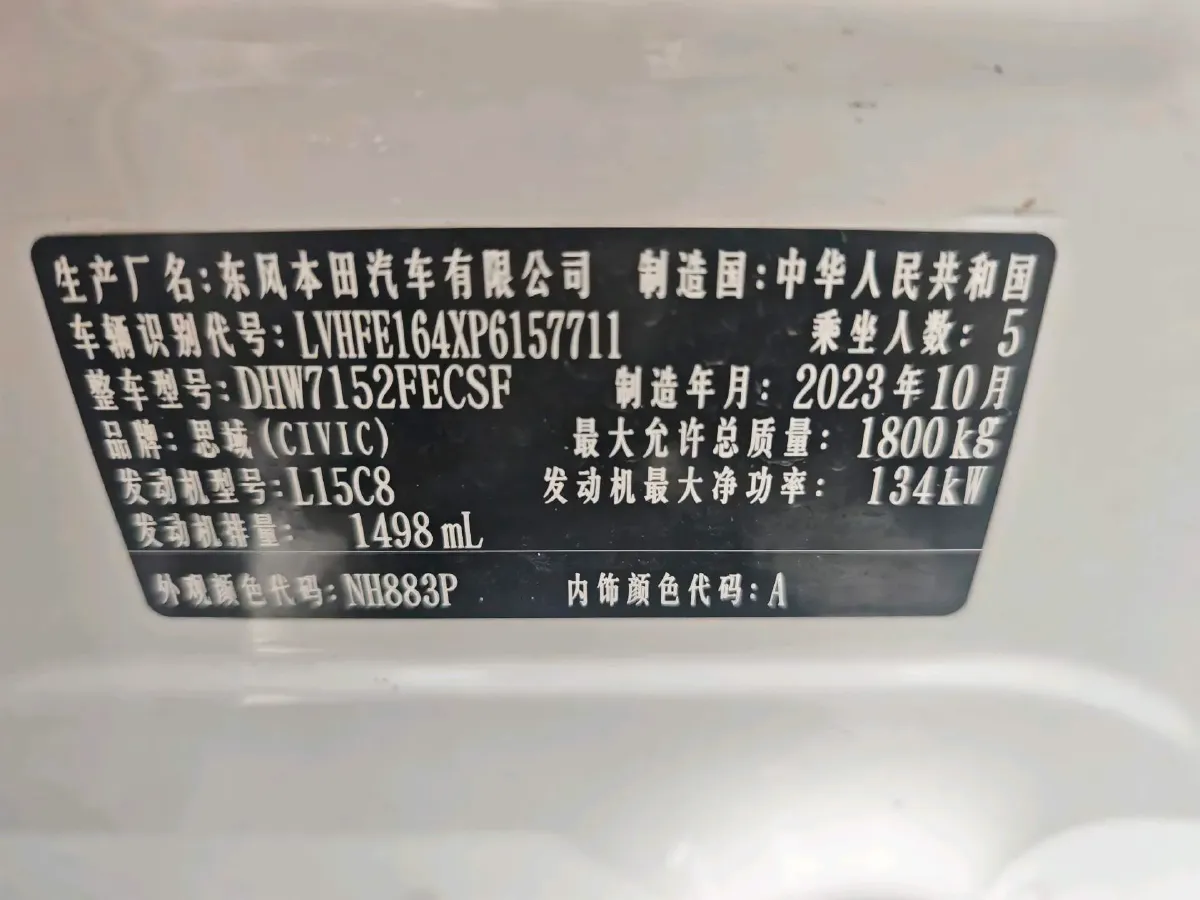 生产厂名:东风本田汽车有限公司 制造国:中华人民共和国
车辆识别代号:LVHFE164XP6157711 乘坐人数:5
整车型号:DHW7152FECSF 制造年月:2023年10月
品牌:思域(CIVIC) 最大允许总质量:1800kg
发动机型号:L15C8 发动机最大净功率:134kW
发动机排量: 1498mL
外观颜色代码:NH883P 内饰颜色代码:A